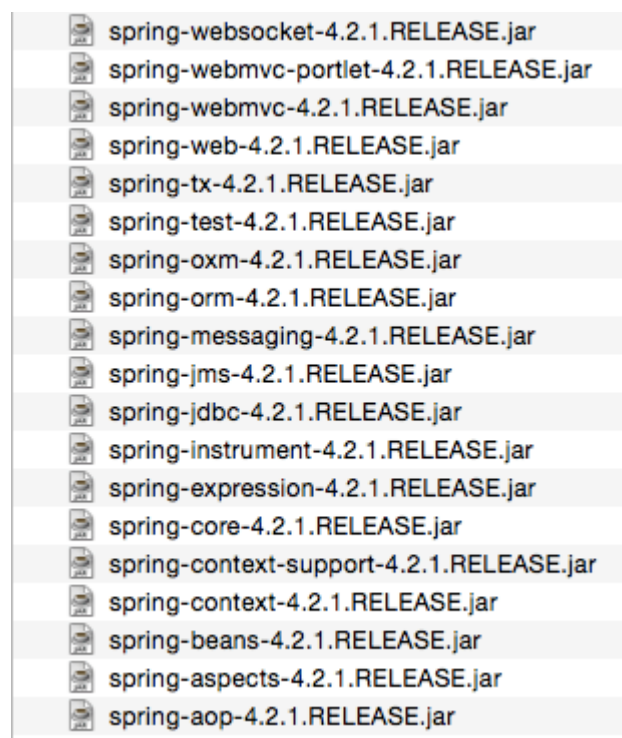 spring-websocket-4.2.1.RELEASE.jar
spring-webmvc-portlet-4.2.1.RELEASE.jar
spring-webmvc-4.2.1.RELEASE.jar
spring-web-4.2.1.RELEASE.jar
spring-tx-4.2.1.RELEASE.jar
spring-test-4.2.1.RELEASE.jar
spring-oxm-4.2.1.RELEASE.jar
spring-orm-4.2.1.RELEASE.jar
spring-messaging-4.2.1.RELEASE.jar
spring-jms-4.2.1.RELEASE.jar
spring-jdbc-4.2.1.RELEASE.jar
spring-instrument-4.2.1.RELEASE.jar
spring-expression-4.2.1.RELEASE.jar
spring-core-4.2.1.RELEASE.jar
spring-context-support-4.2.1.RELEASE.jar
spring-context-4.2.1.RELEASE.jar
spring-beans-4.2.1.RELEASE.jar
spring-aspects-4.2.1.RELEASE.jar
spring-aop-4.2.1.RELEASE.jar